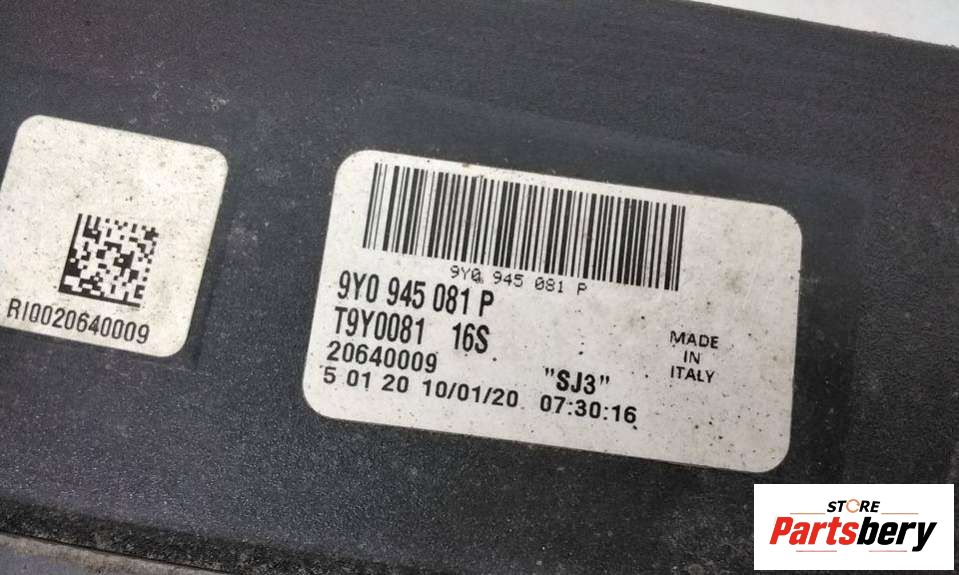 RI0020640009
9Y0 945 081 P
9Y0 945 081 P
T9Y0081 16S
20640009 "SJ3"
5 01 20 10/01/20 07:30:16
MADE
IN
ITALY
STORE
Partsbery